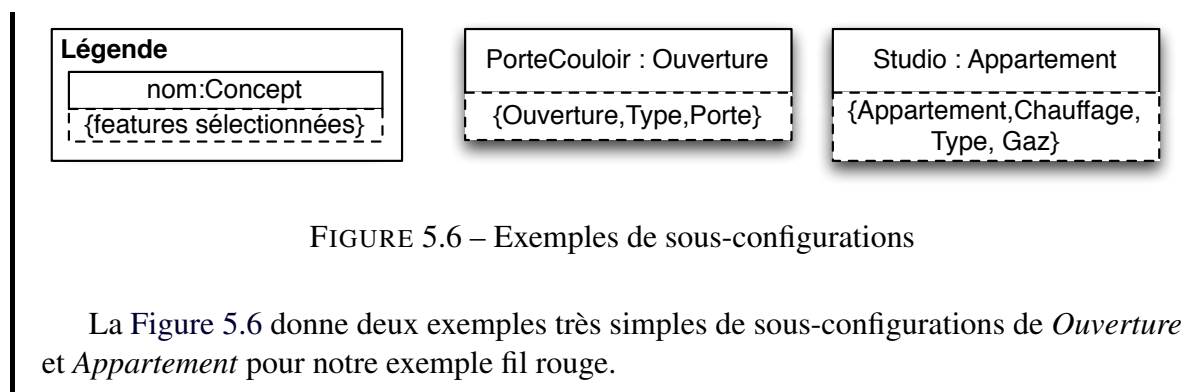 Légende
nom:Concept
{features sélectionnées}
PorteCouloir : Ouverture
{Ouverture,Type,Porte}
Studio : Appartement
{Appartement,Chauffage,
Type, Gaz}
FIGURE 5.6 – Exemples de sous-configurations
La Figure 5.6 donne deux exemples très simples de sous-configurations de Ouverture
et Appartement pour notre exemple fil rouge.